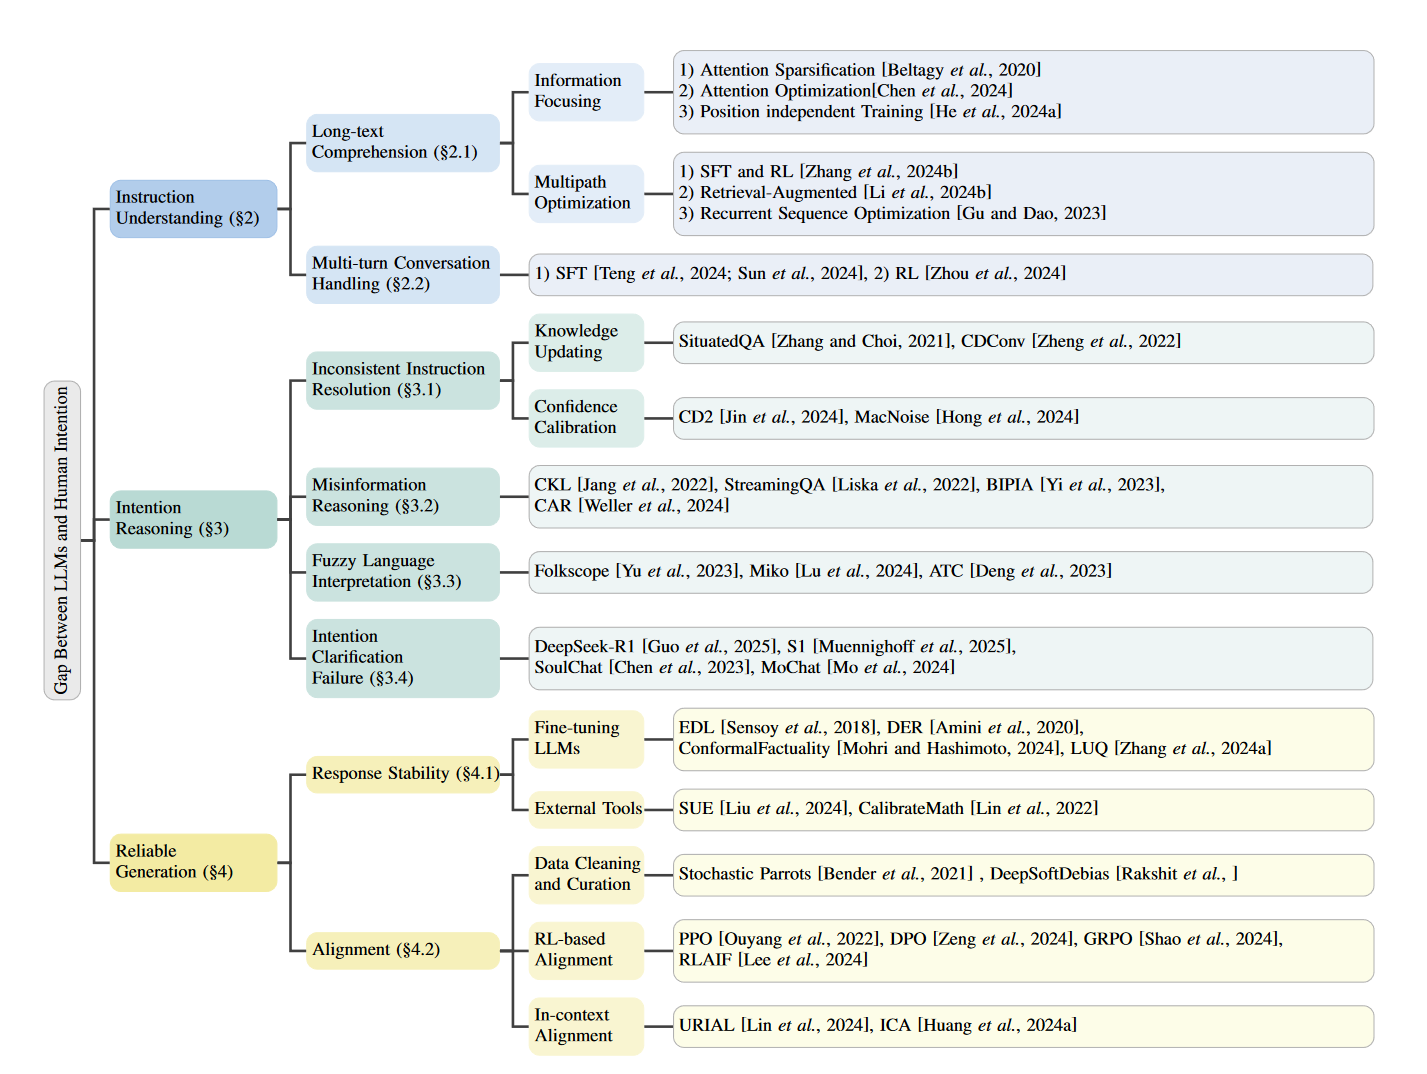 Gap Between LLMs and Human Intention
Instruction
Understanding (§2)
Long-text
Comprehension (§2.1)
Information
Focusing
1) Attention Sparsification [Beltagy et al., 2020]
2) Attention Optimization[Chen et al., 2024]
3) Position independent Training [He et al., 2024a]
Multipath
Optimization
1) SFT and RL [Zhang et al., 2024b]
2) Retrieval-Augmented [Li et al., 2024b]
3) Recurrent Sequence Optimization [Gu and Dao, 2023]
Multi-turn Conversation
Handling (§2.2)
1) SFT [Teng et al., 2024; Sun et al., 2024], 2) RL [Zhou et al., 2024]
Intention
Reasoning (§3)
Inconsistent Instruction
Resolution (§3.1)
Knowledge
Updating
SituatedQA [Zhang and Choi, 2021], CDConv [Zheng et al., 2022]
Confidence
Calibration
CD2 [Jin et al., 2024], MacNoise [Hong et al., 2024]
Misinformation
Reasoning (§3.2)
CKL [Jang et al., 2022], StreamingQA [Liska et al., 2022], BIPIA [Yi et al., 2023],
CAR [Weller et al., 2024]
Fuzzy Language
Interpretation (§3.3)
Folkscope [Yu et al., 2023], Miko [Lu et al., 2024], ATC [Deng et al., 2023]
Intention
Clarification
Failure (§3.4)
DeepSeek-R1 [Guo et al., 2025], S1 [Muennighoff et al., 2025],
SoulChat [Chen et al., 2023], MoChat [Mo et al., 2024]
Reliable
Generation (§4)
Response Stability (§4.1)
Fine-tuning
LLMs
EDL [Sensoy et al., 2018], DER [Amini et al., 2020],
ConformalFactuality [Mohri and Hashimoto, 2024], LUQ [Zhang et al., 2024a]
External Tools
SUE [Liu et al., 2024], CalibrateMath [Lin et al., 2022]
Alignment (§4.2)
Data Cleaning
and Curation
Stochastic Parrots [Bender et al., 2021] , DeepSoftDebias [Rakshit et al., ]
RL-based
Alignment
PPO [Ouyang et al., 2022], DPO [Zeng et al., 2024], GRPO [Shao et al., 2024],
RLAIF [Lee et al., 2024]
In-context
Alignment
URIAL [Lin et al., 2024], ICA [Huang et al., 2024a]